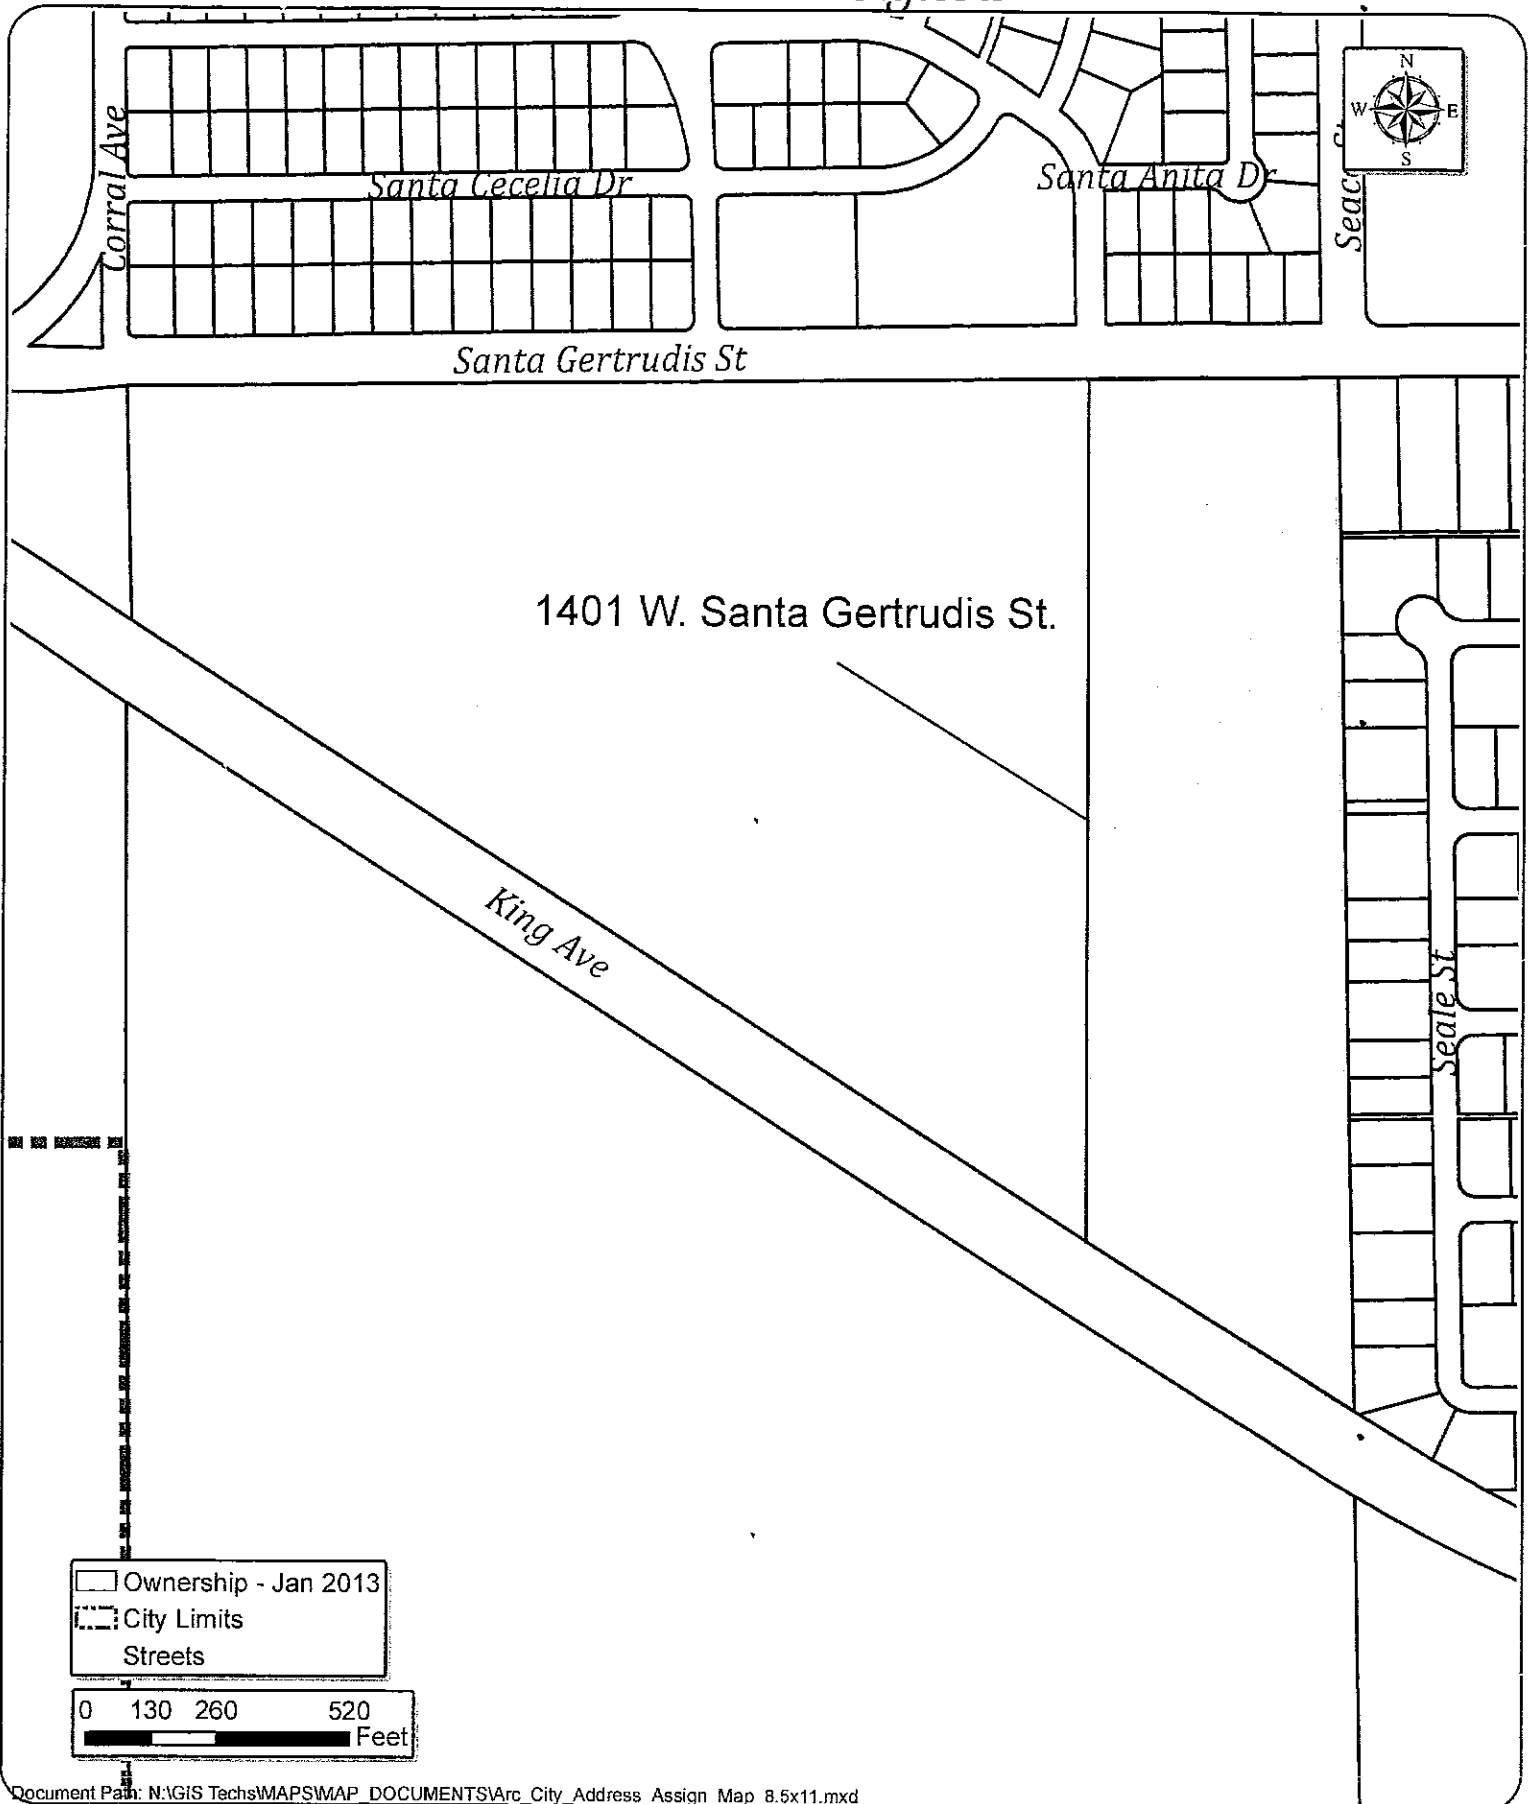 N
W E
S
Corral Ave
Santa Cecelia Dr
Santa Anita Dr
Santa Gertrudis St
1401 W. Santa Gertrudis St.
King Ave
Seale St
Ownership - Jan 2013
City Limits
Streets
0 130 260 520
Feet
Document Path: N:\GIS Techs\MAPS\MAP_DOCUMENTS\Arc_City_Address_Assign_Map_8.5x11.mxd